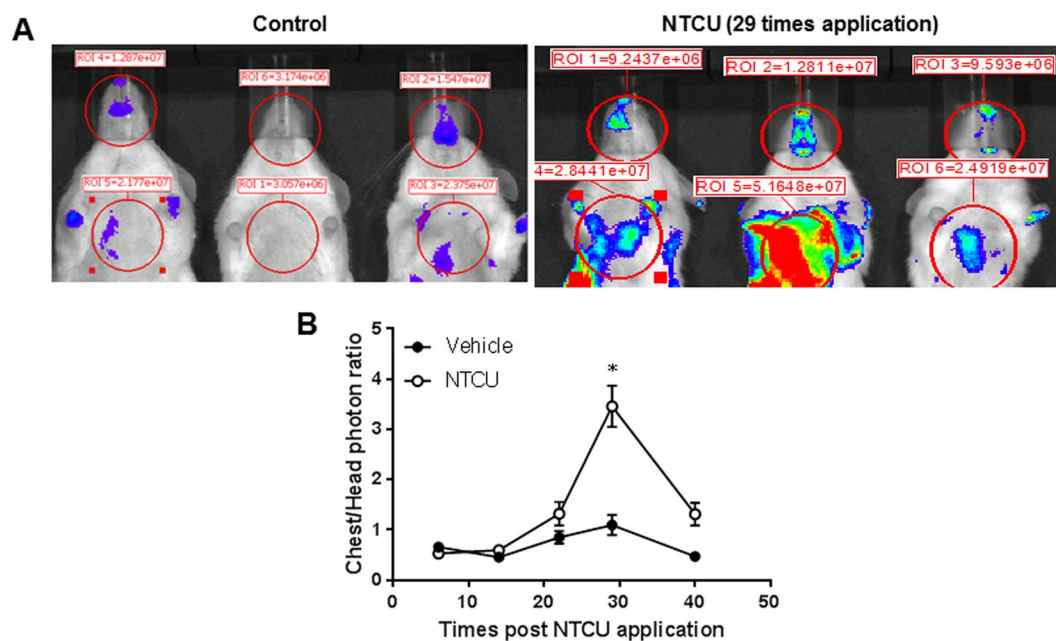 A
Control
NTCU (29 times application)
ROI 4=1.287e+07
ROI 6=3.174e+06
ROI 2=1.547e+07
ROI 5=2.177e+07
ROI 1=3.057e+06
ROI 3=2.375e+07
ROI 1=9.2437e+06
ROI 2=1.2811e+07
ROI 3=9.593e+06
4=2.8441e+07
ROI 5=5.1648e+07
ROI 6=2.4919e+07
B
Vehicle
NTCU
*
Chest/Head photon ratio
5
4
3
2
1
0
0 10 20 30 40 50
Times post NTCU application